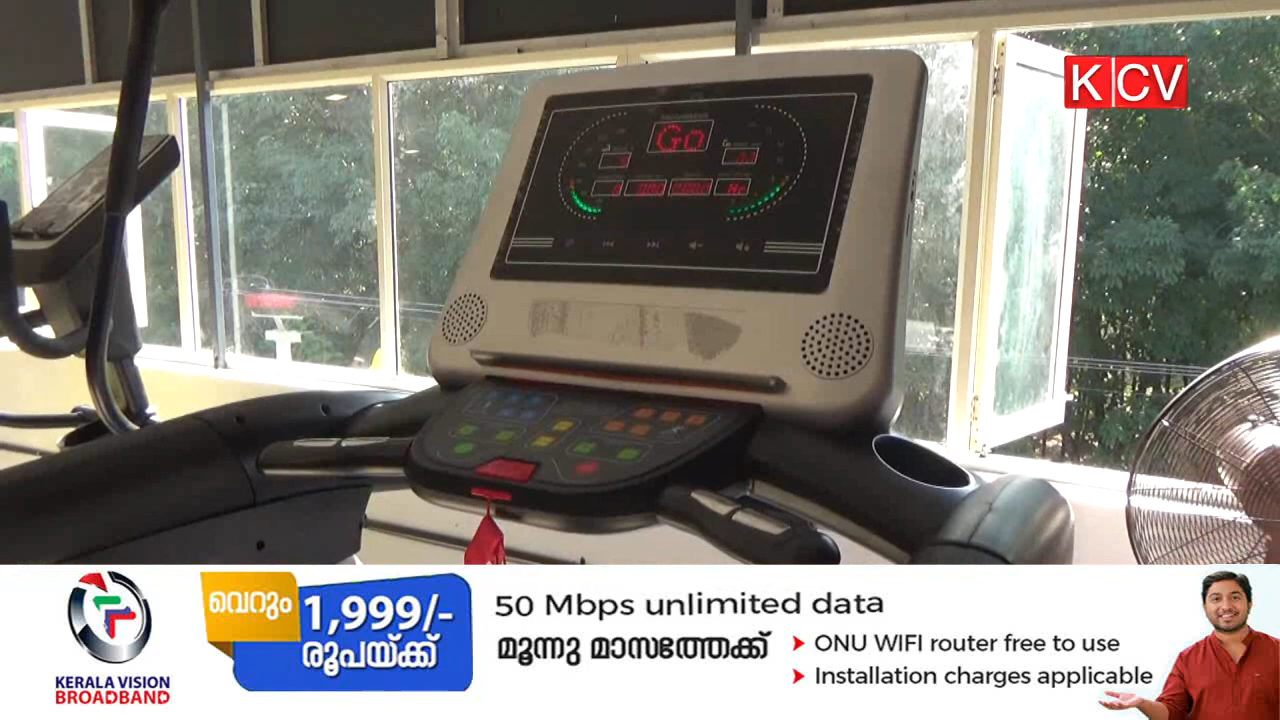 K|CV
Go
വെറും
1,999/-
രൂപയ്ക്ക്
50 Mbps unlimited data
മൂന്നു മാസത്തേക്ക്
ONU WIFI router free to use
Installation charges applicable
KERALA VISION
BROADBAND